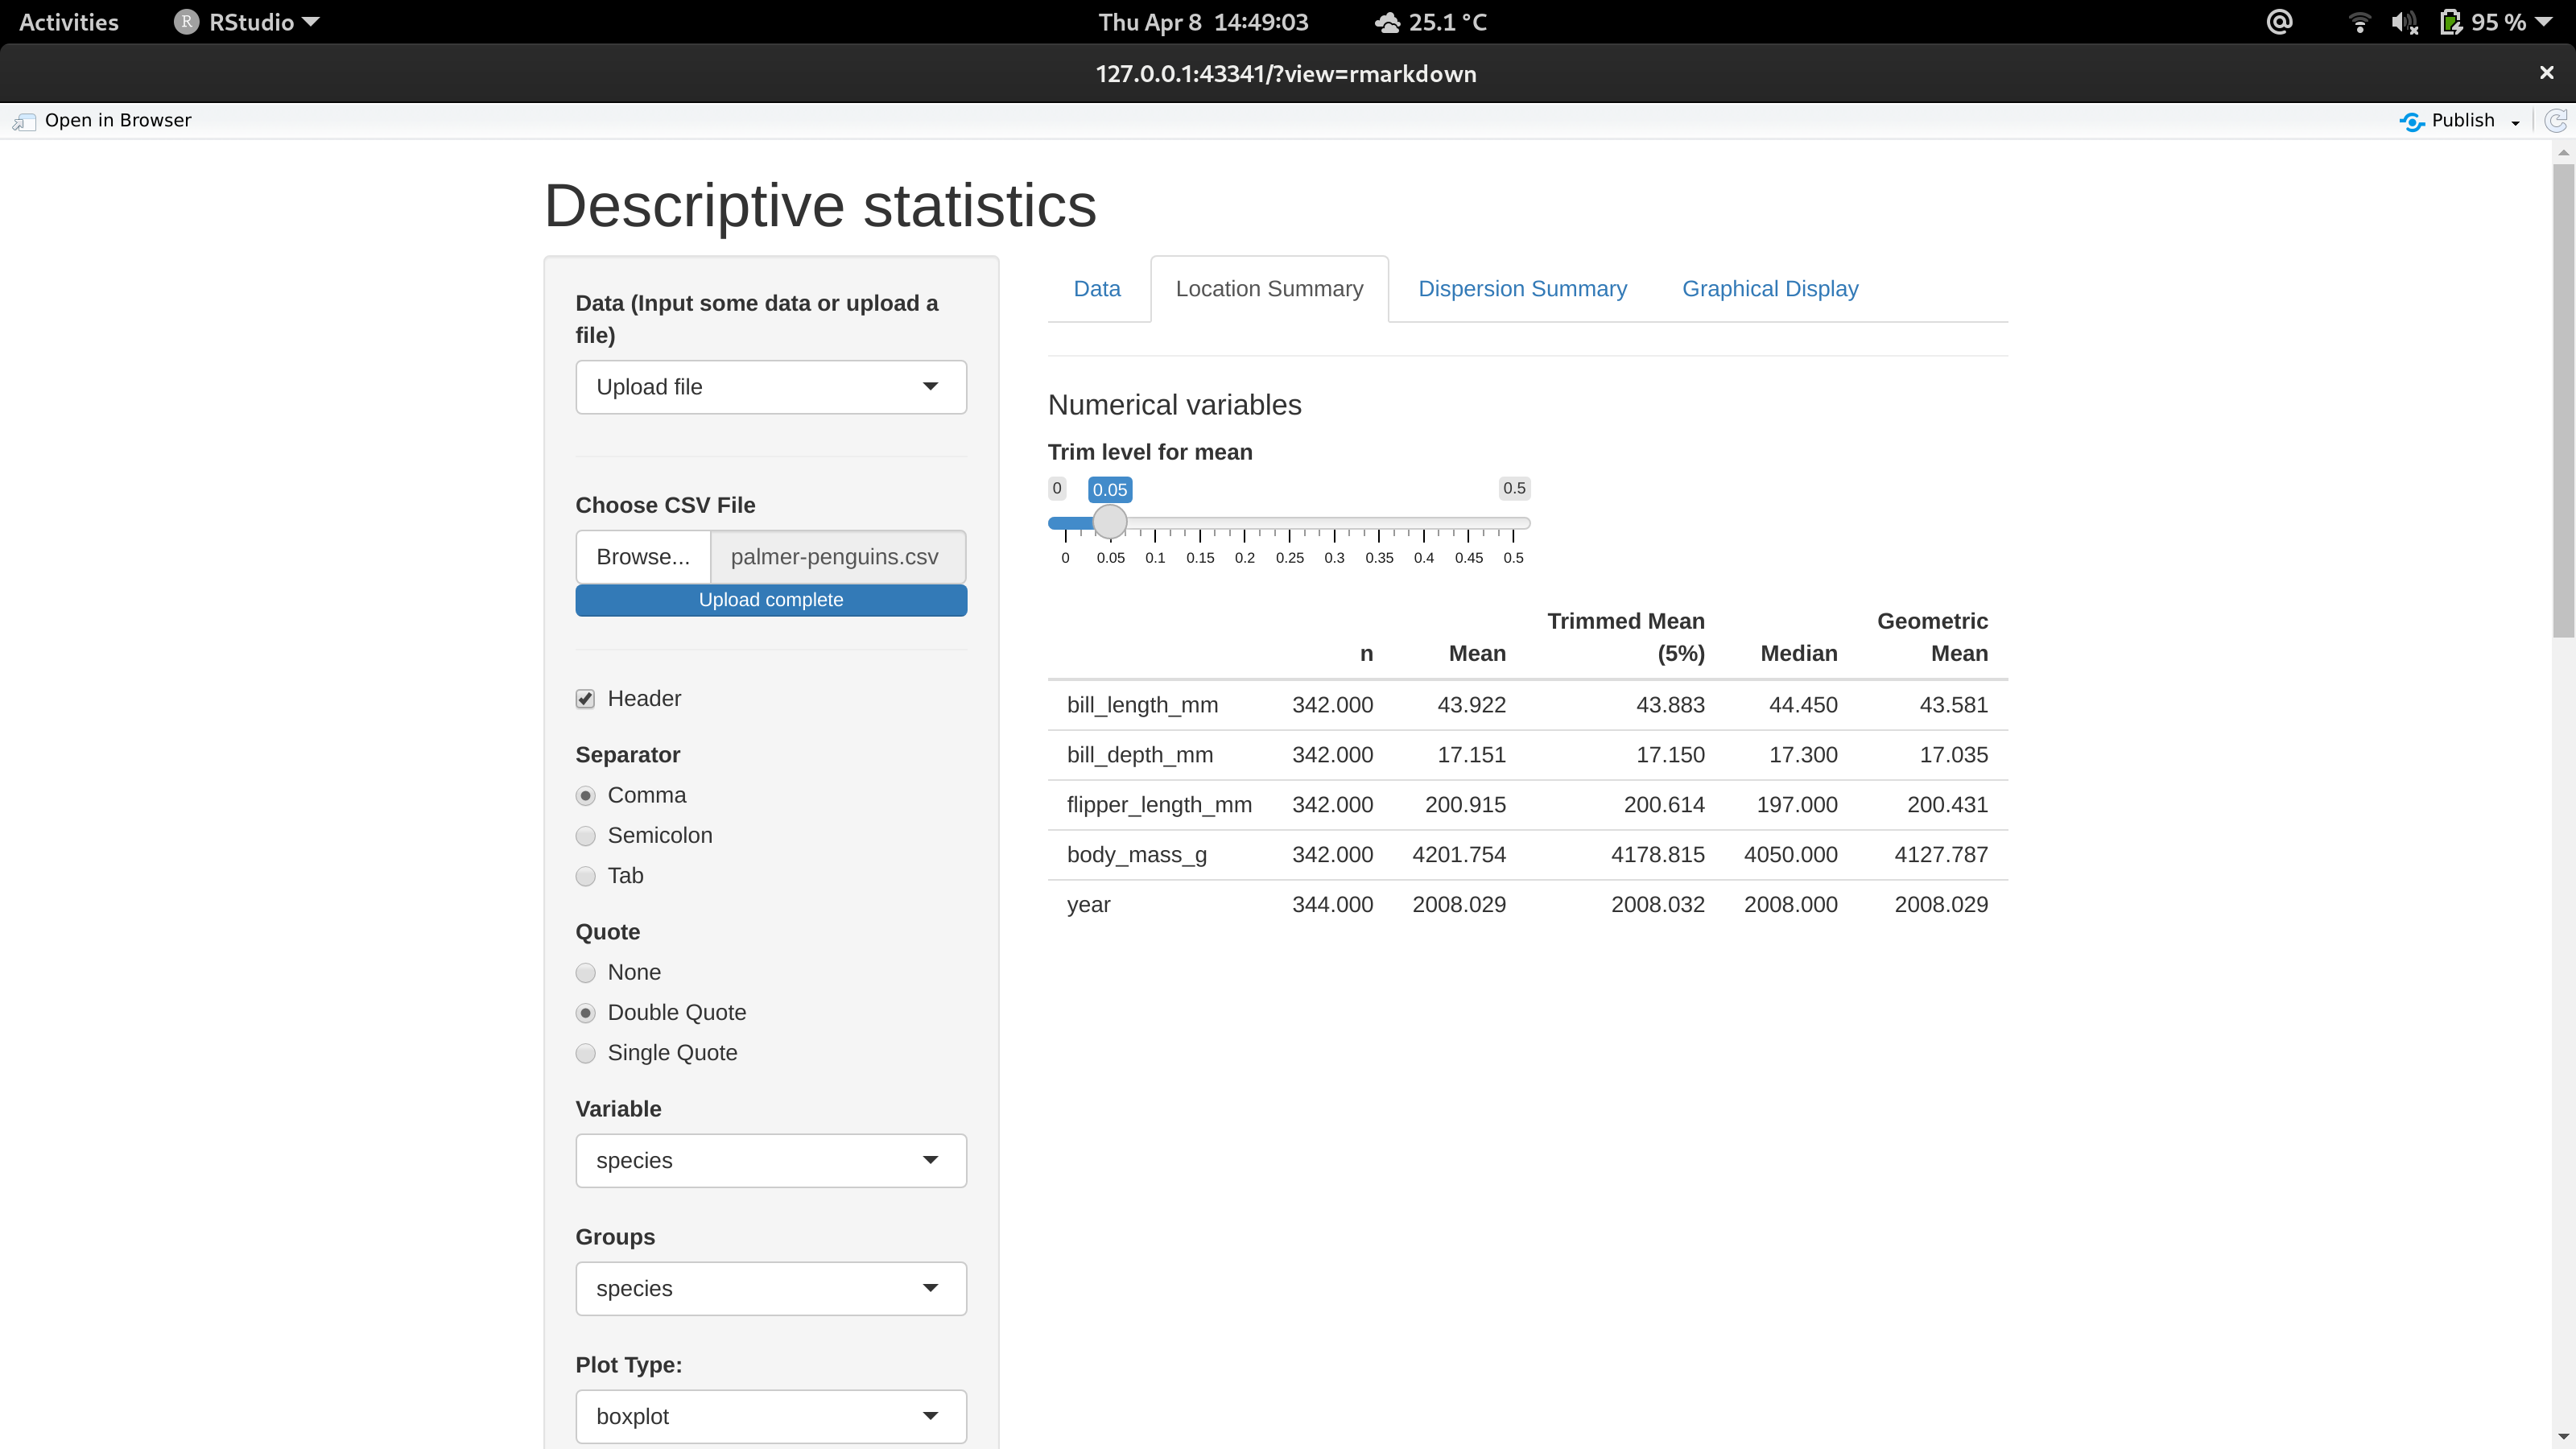 Activities RStudio Thu Apr 8 14:49:03 25.1 °C 95 %
127.0.0.1:43341/?view=rmarkdown
Open in Browser Publish
Descriptive statistics
Data (Input some data or upload a
file)
Upload file
Choose CSV File
Browse... palmer-penguins.csv
Upload complete
Header
Separator
Comma
Semicolon
Tab
Quote
None
Double Quote
Single Quote
Variable
species
Groups
species
Plot Type:
boxplot
Data Location Summary Dispersion Summary Graphical Display
Numerical variables
Trim level for mean
0 0.05 0.5
0 0.05 0.1 0.15 0.2 0.25 0.3 0.35 0.4 0.45 0.5
Trimmed Mean Geometric
n Mean (5%) Median Mean
bill_length_mm 342.000 43.922 43.883 44.450 43.581
bill_depth_mm 342.000 17.151 17.150 17.300 17.035
flipper_length_mm 342.000 200.915 200.614 197.000 200.431
body_mass_g 342.000 4201.754 4178.815 4050.000 4127.787
year 344.000 2008.029 2008.032 2008.000 2008.029